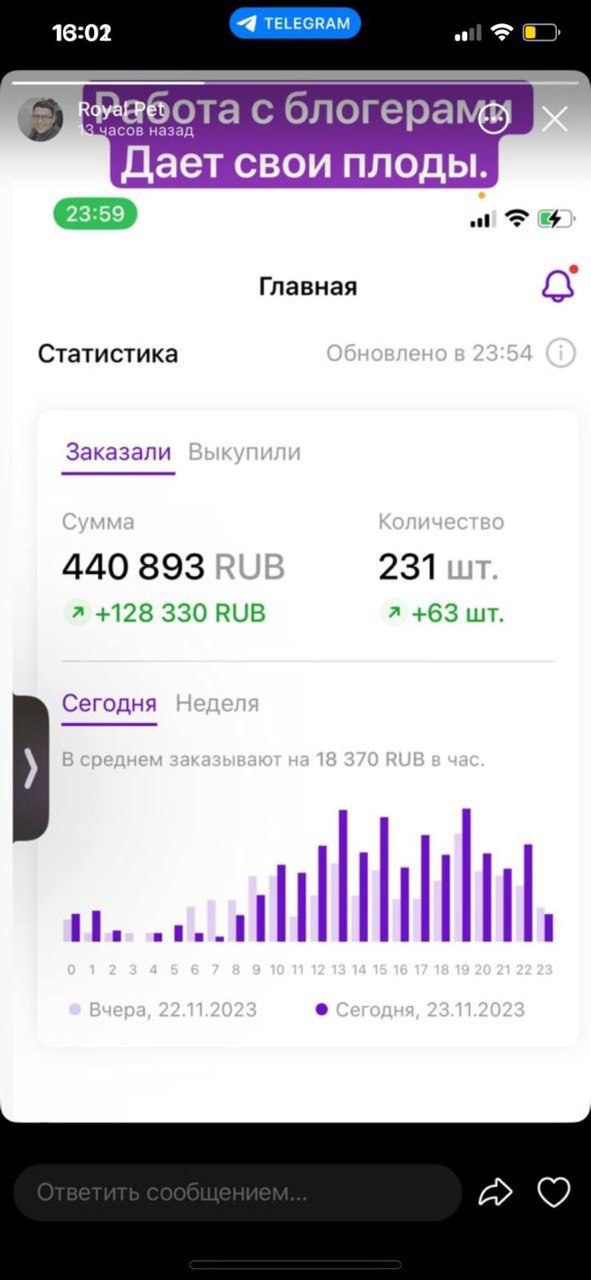 16:02
TELEGRAM
Работа с блогерами
Royal Pet
13 часов назад
Дает свои плоды.
23:59
Главная
Статистика
Обновлено в 23:54
Заказали Выкупили
Сумма Количество
440 893 RUB 231 шт.
+128 330 RUB +63 шт.
Сегодня Неделя
В среднем заказывают на 18 370 RUB в час.
0 1 2 3 4 5 6 7 8 9 10 11 12 13 14 15 16 17 18 19 20 21 22 23
Вчера, 22.11.2023 Сегодня, 23.11.2023
Ответить сообщением...